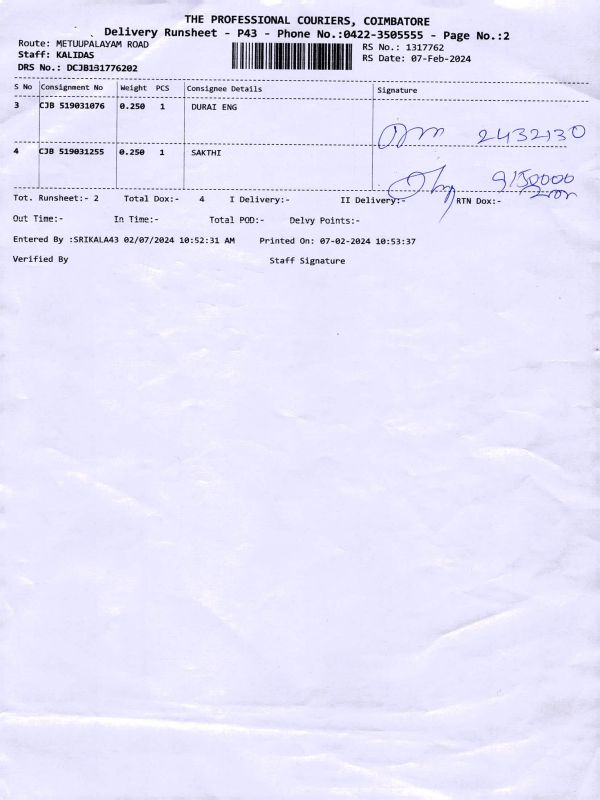 THE PROFESSIONAL COURIERS, COIMBATORE
Delivery Runsheet - P43 - Phone No.:0422-3505555 - Page No.:2
Route: METUUPALAYAM ROAD
RS No.: 1317762
Staff: KALIDAS
RS Date: 07-Feb-2024
DRS No.: DCJB131776202
S No Consignment No Weight PCS Consignee Details Signature
3 CJB 519031076 0.250 1 DURAI ENG
2432130
4 CJB 519031255 0.250 1 SAKTHI
Tot. Runsheet:- 2 Total Dox:- 4 I Delivery:- II Delivery:- RTN Dox:-
Out Time:- In Time:- Total POD:- Delvy Points:-
Entered By :SRIKALA43 02/07/2024 10:52:31 AM Printed On: 07-02-2024 10:53:37
Verified By Staff Signature